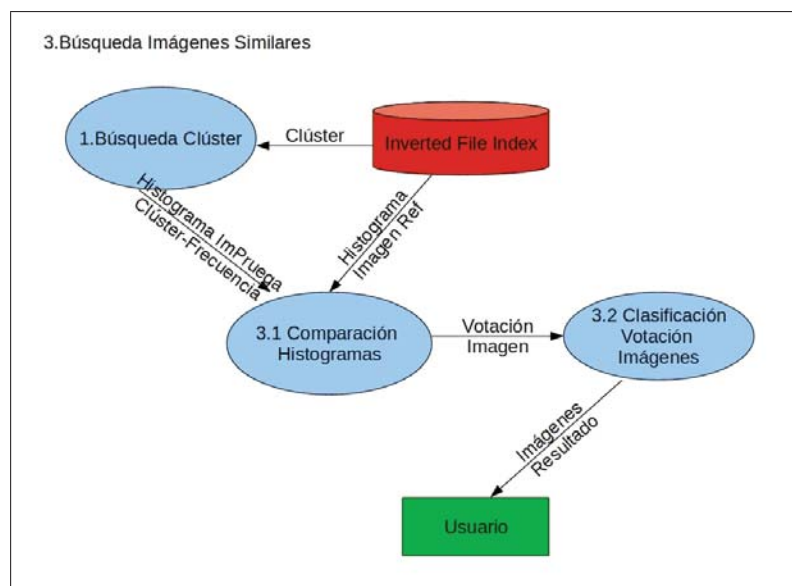 3.Búsqueda Imágenes Similares
1.Búsqueda Clúster
Clúster
Inverted File Index
Histograma ImPruega
Clúster-Frecuencia
Histograma
Imagen Ref
3.1 Comparación
Histogramas
Votación
Imagen
3.2 Clasificación
Votación
Imágenes
Imágenes
Resultado
Usuario